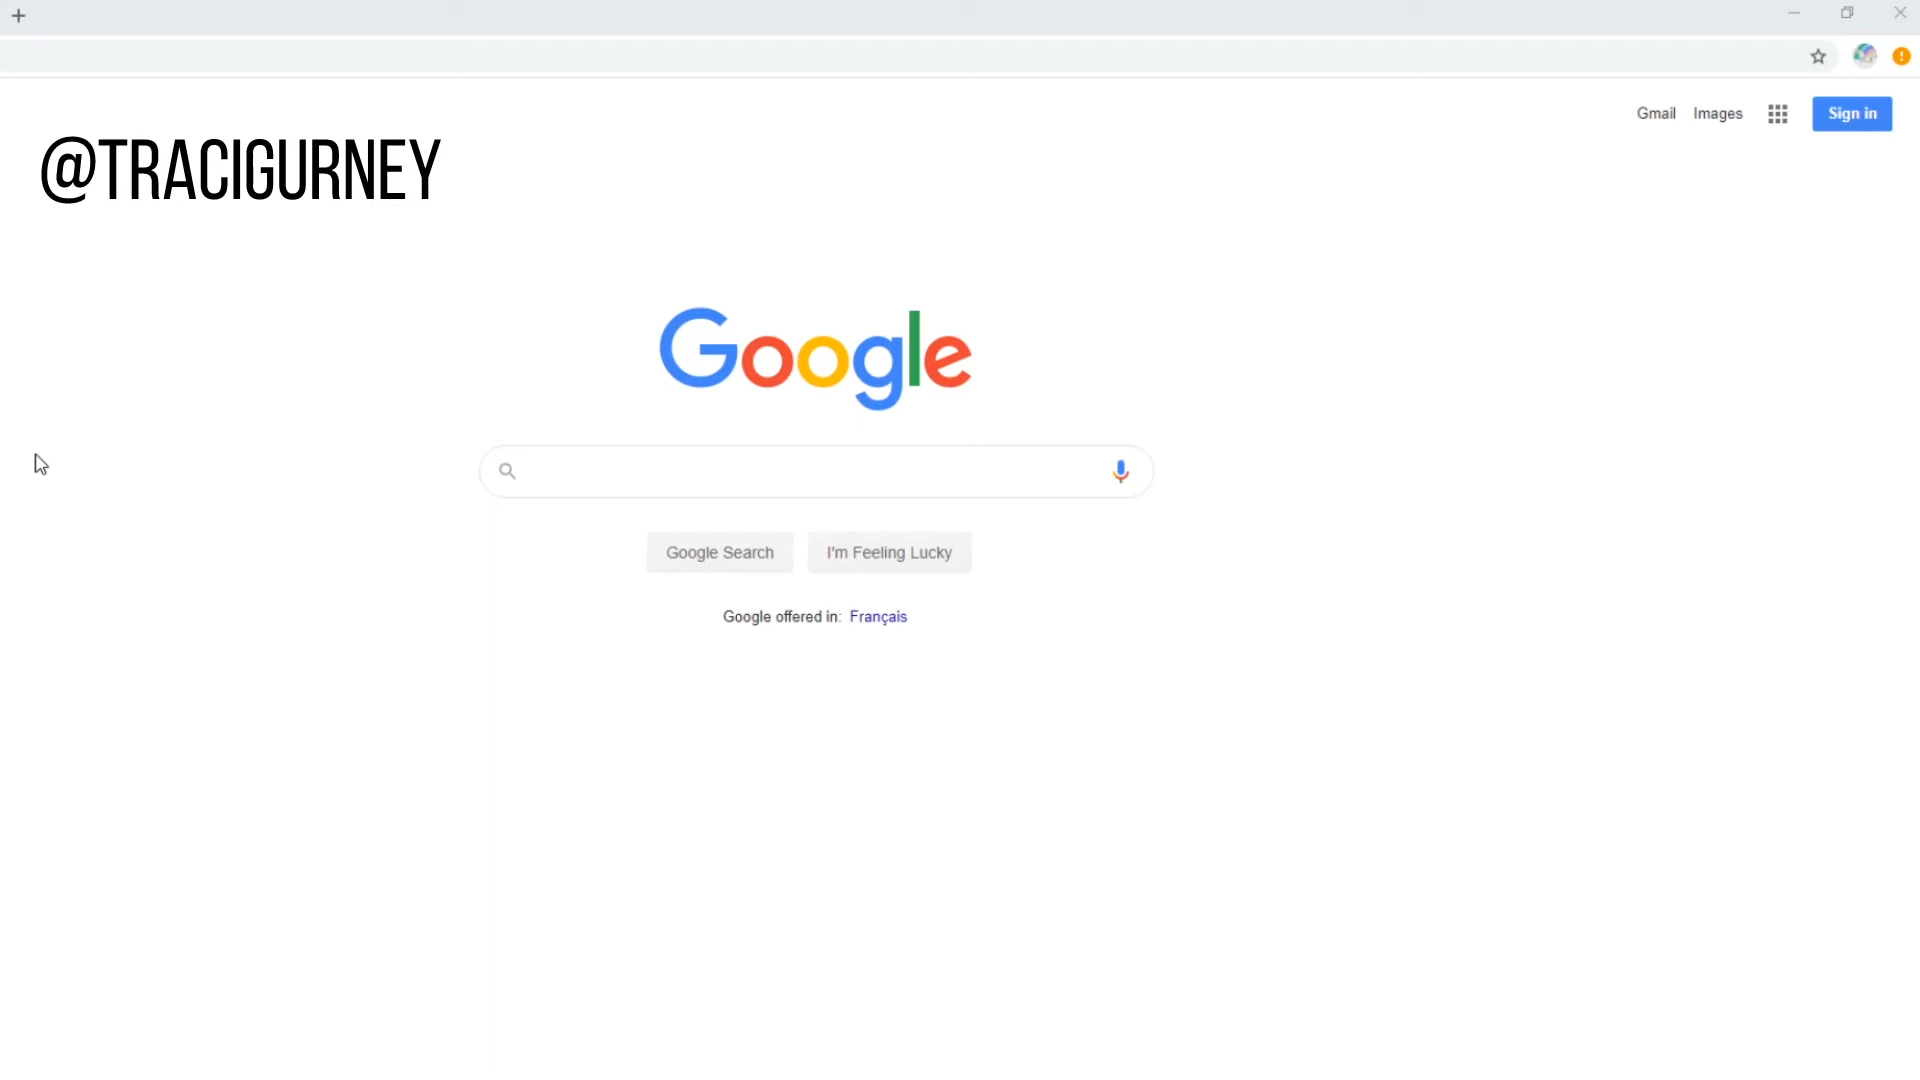 Gmail Images Sign in
@TRACIGURNEY
Google
Google Search I'm Feeling Lucky
Google offered in: Français